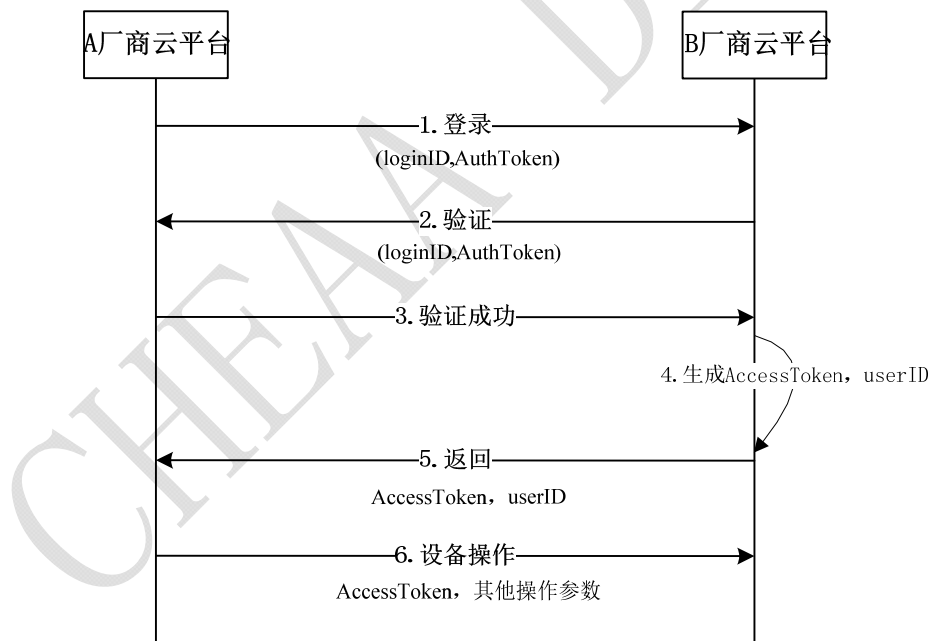 A厂商云平台
B厂商云平台
1.登录
(loginID,AuthToken)
2.验证
(loginID,AuthToken)
3.验证成功
4.生成AccessToken，userID
5.返回
AccessToken，userID
6.设备操作
AccessToken，其他操作参数
CHEAA D